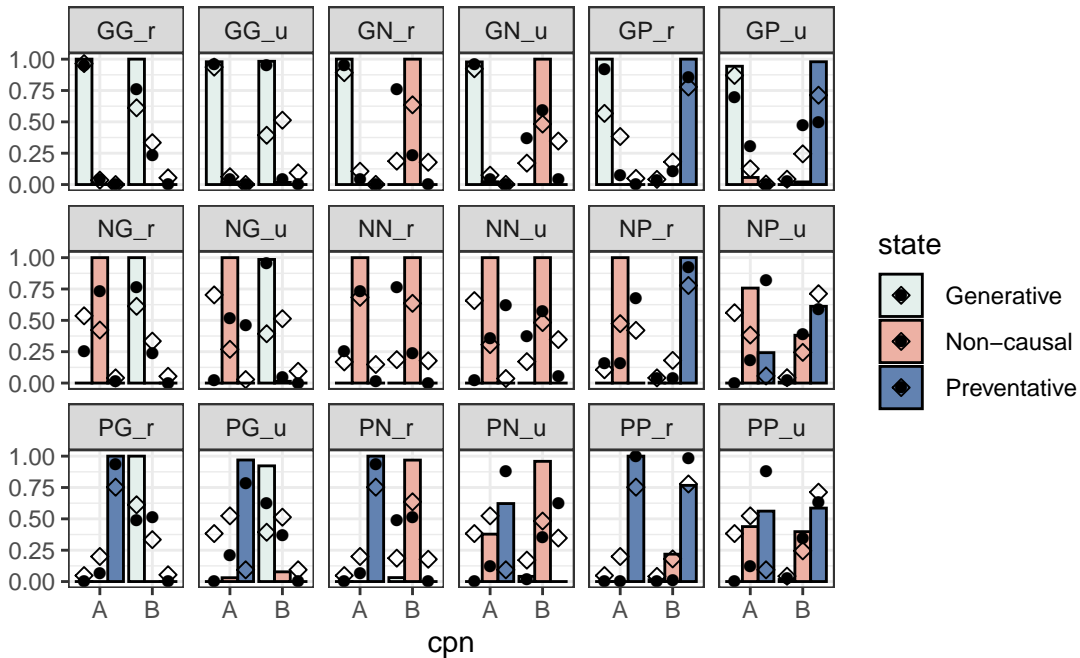 GG_r GG_u GN_r GN_u GP_r GP_u
1.00
0.75
0.50
0.25
0.00
NG_r NG_u NN_r NN_u NP_r NP_u
1.00
0.75
0.50
0.25
0.00
PG_r PG_u PN_r PN_u PP_r PP_u
1.00
0.75
0.50
0.25
0.00
A B A B A B A B A B A B
cpn
state
Generative
Non−causal
Preventative